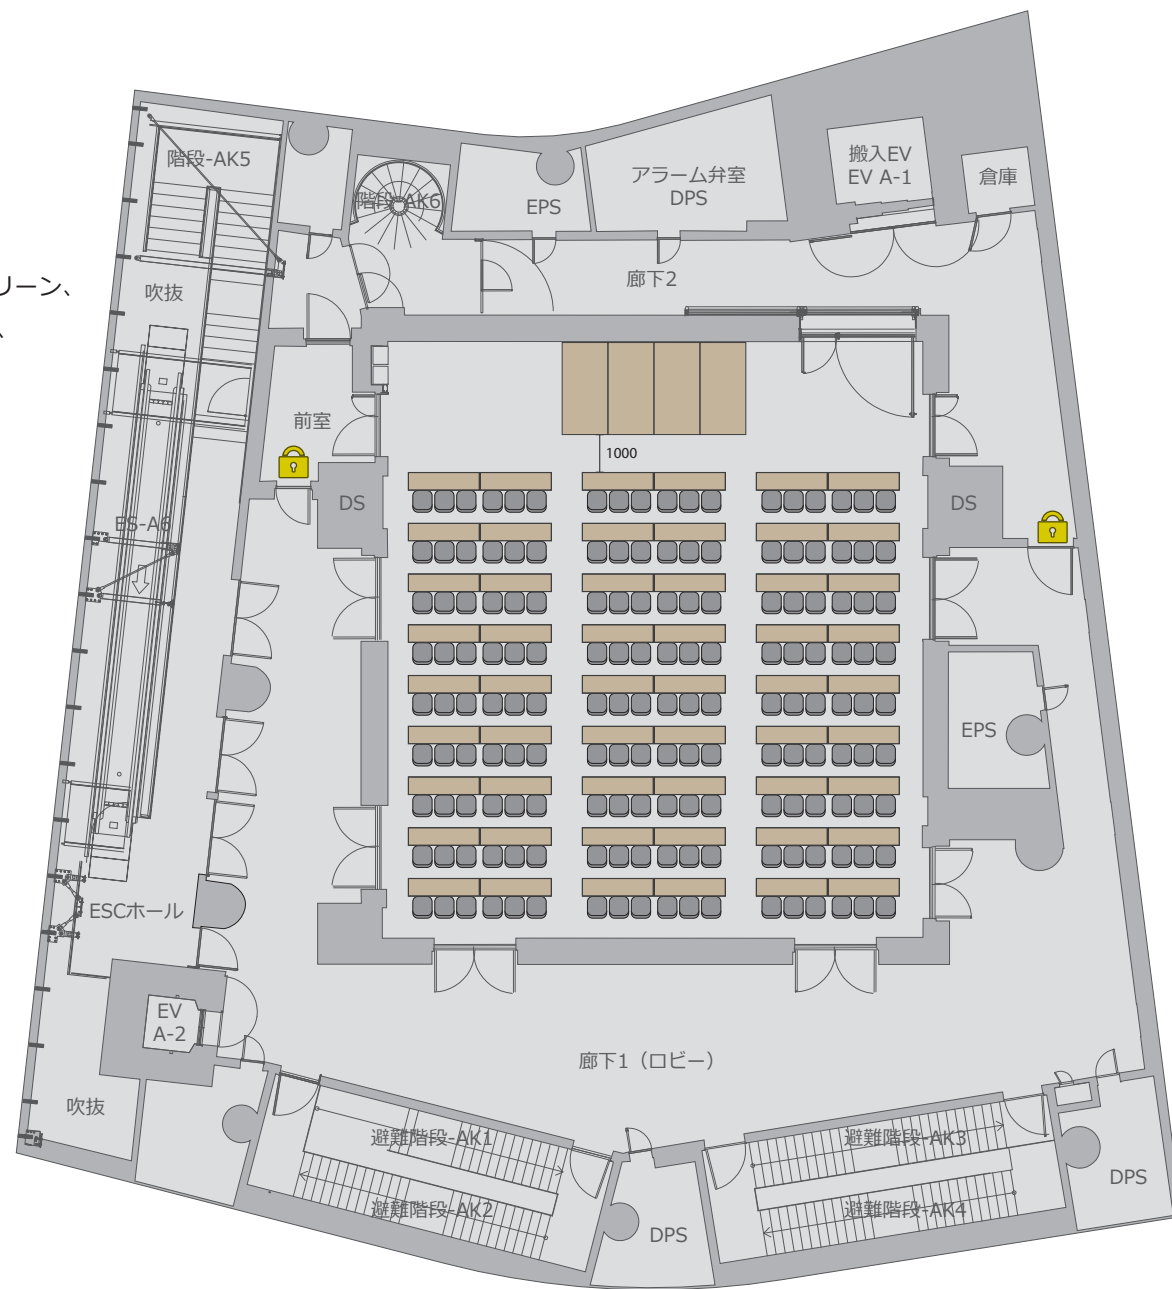 階段-AK5
階段-AK6
EPS
アラーム弁室
DPS
搬入EV
EV A-1
倉庫
廊下2
リーン、
、
吹抜
前室
1000
DS
DS
ES-A6
EPS
ESCホール
EV
A-2
廊下1（ロビー）
吹抜
避難階段-AK1
避難階段-AK3
避難階段-AK2
避難階段-AK4
DPS
DPS